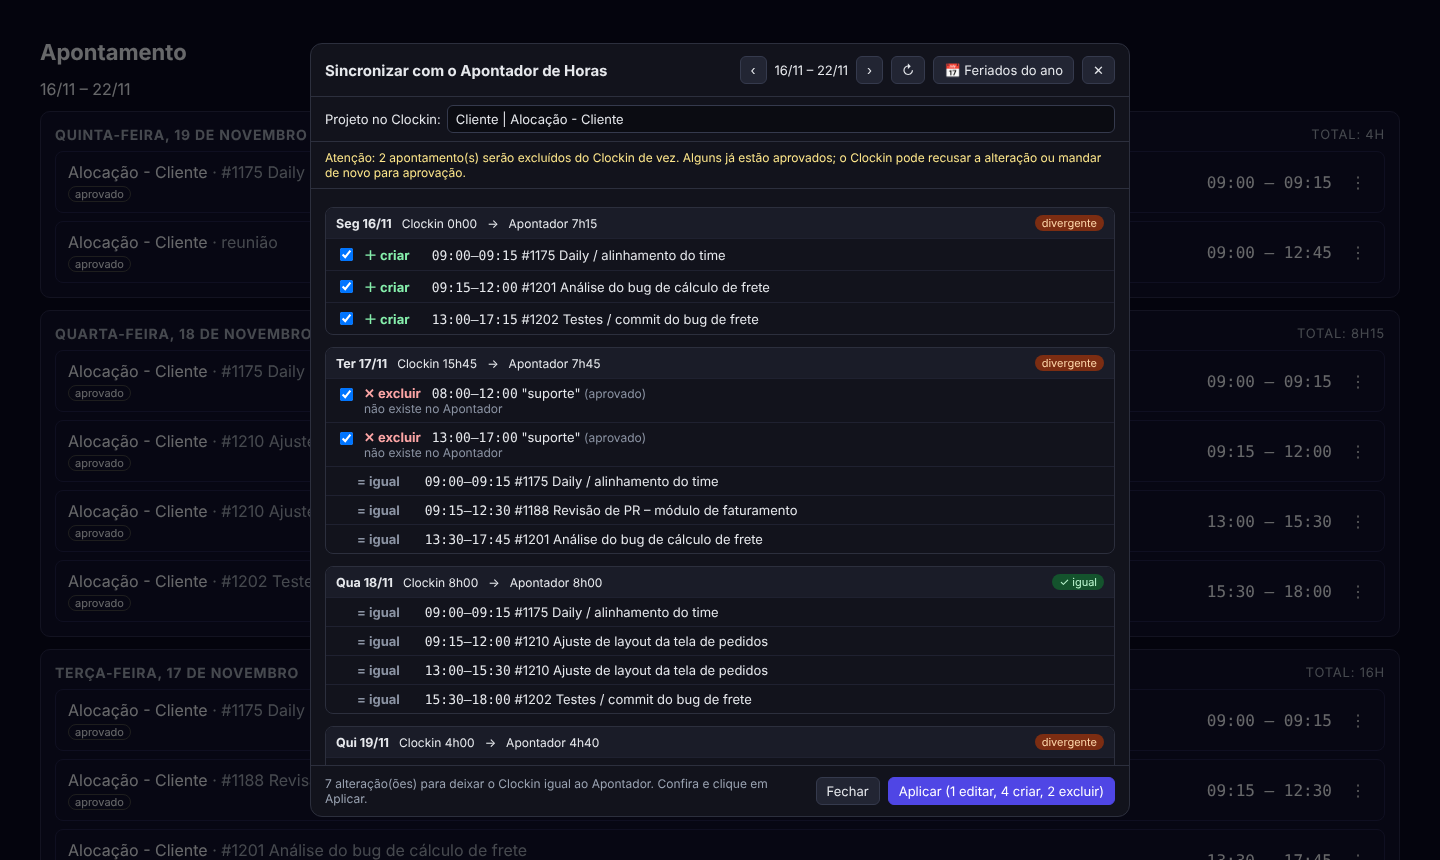 Apontamento
16/11 – 22/11
QUINTA-FEIRA, 19 DE NOVEMBRO
TOTAL: 4H
Alocação - Cliente · #1175 Daily
aprovado
09:00 – 09:15
⋮
Alocação - Cliente · reunião
aprovado
09:00 – 12:45
⋮
QUARTA-FEIRA, 18 DE NOVEMBRO
TOTAL: 8H15
Alocação - Cliente · #1175 Daily
aprovado
09:00 – 09:15
⋮
Alocação - Cliente · #1210 Ajuste
aprovado
09:15 – 12:00
⋮
Alocação - Cliente · #1210 Ajuste
aprovado
13:00 – 15:30
⋮
Alocação - Cliente · #1202 Teste
aprovado
15:30 – 18:00
⋮
TERÇA-FEIRA, 17 DE NOVEMBRO
TOTAL: 16H
Alocação - Cliente · #1175 Daily
aprovado
09:00 – 09:15
⋮
Alocação - Cliente · #1188 Revis
aprovado
09:15 – 12:30
⋮
Alocação - Cliente · #1201 Análise do bug de cálculo de frete
13:30 – 17:45
⋮
Sincronizar com o Apontador de Horas
‹ 16/11 – 22/11 › ↻ 📅 Feriados do ano ✕
Projeto no Clockin: Cliente | Alocação - Cliente
Atenção: 2 apontamento(s) serão excluídos do Clockin de vez. Alguns já estão aprovados; o Clockin pode recusar a alteração ou mandar
de novo para aprovação.
Seg 16/11 Clockin 0h00 → Apontador 7h15 divergente
＋ criar 09:00–09:15 #1175 Daily / alinhamento do time
＋ criar 09:15–12:00 #1201 Análise do bug de cálculo de frete
＋ criar 13:00–17:15 #1202 Testes / commit do bug de frete
Ter 17/11 Clockin 15h45 → Apontador 7h45 divergente
✕ excluir 08:00–12:00 "suporte" (aprovado)
não existe no Apontador
✕ excluir 13:00–17:00 "suporte" (aprovado)
não existe no Apontador
= igual 09:00–09:15 #1175 Daily / alinhamento do time
= igual 09:15–12:30 #1188 Revisão de PR – módulo de faturamento
= igual 13:30–17:45 #1201 Análise do bug de cálculo de frete
Qua 18/11 Clockin 8h00 → Apontador 8h00 ✓ igual
= igual 09:00–09:15 #1175 Daily / alinhamento do time
= igual 09:15–12:00 #1210 Ajuste de layout da tela de pedidos
= igual 13:00–15:30 #1210 Ajuste de layout da tela de pedidos
= igual 15:30–18:00 #1202 Testes / commit do bug de frete
Qui 19/11 Clockin 4h00 → Apontador 4h40 divergente
7 alteração(ões) para deixar o Clockin igual ao Apontador. Confira e clique em
Aplicar.
Fechar
Aplicar (1 editar, 4 criar, 2 excluir)